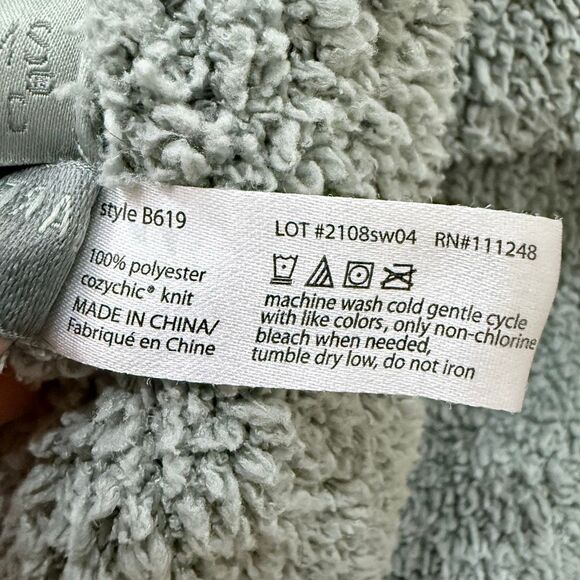 style B619
100% polyester
cozychic® knit
MADE IN CHINA/
Fabriqué en Chine
LOT #2108sw04 RN#111248
machine wash cold gentle cycle
with like colors, only non-chlorine
bleach when needed,
tumble dry low, do not iron